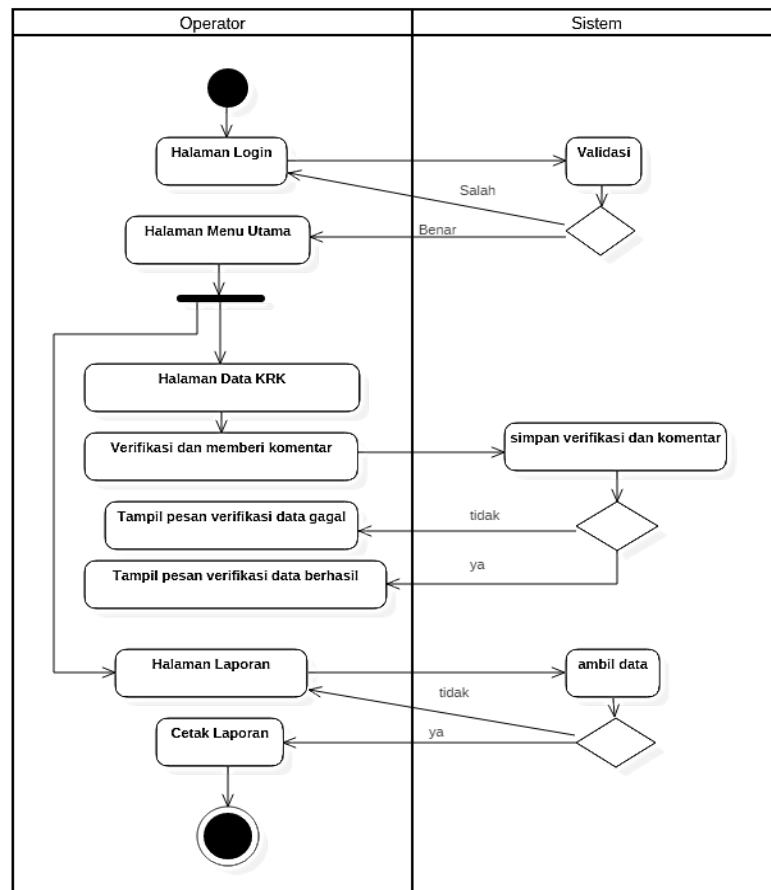 Operator
Sistem
Halaman Login
Validasi
Salah
Halaman Menu Utama
Benar
Halaman Data KRK
Verifikasi dan memberi komentar
simpan verifikasi dan komentar
Tampil pesan verifikasi data gagal
tidak
Tampil pesan verifikasi data berhasil
ya
Halaman Laporan
ambil data
tidak
Cetak Laporan
ya